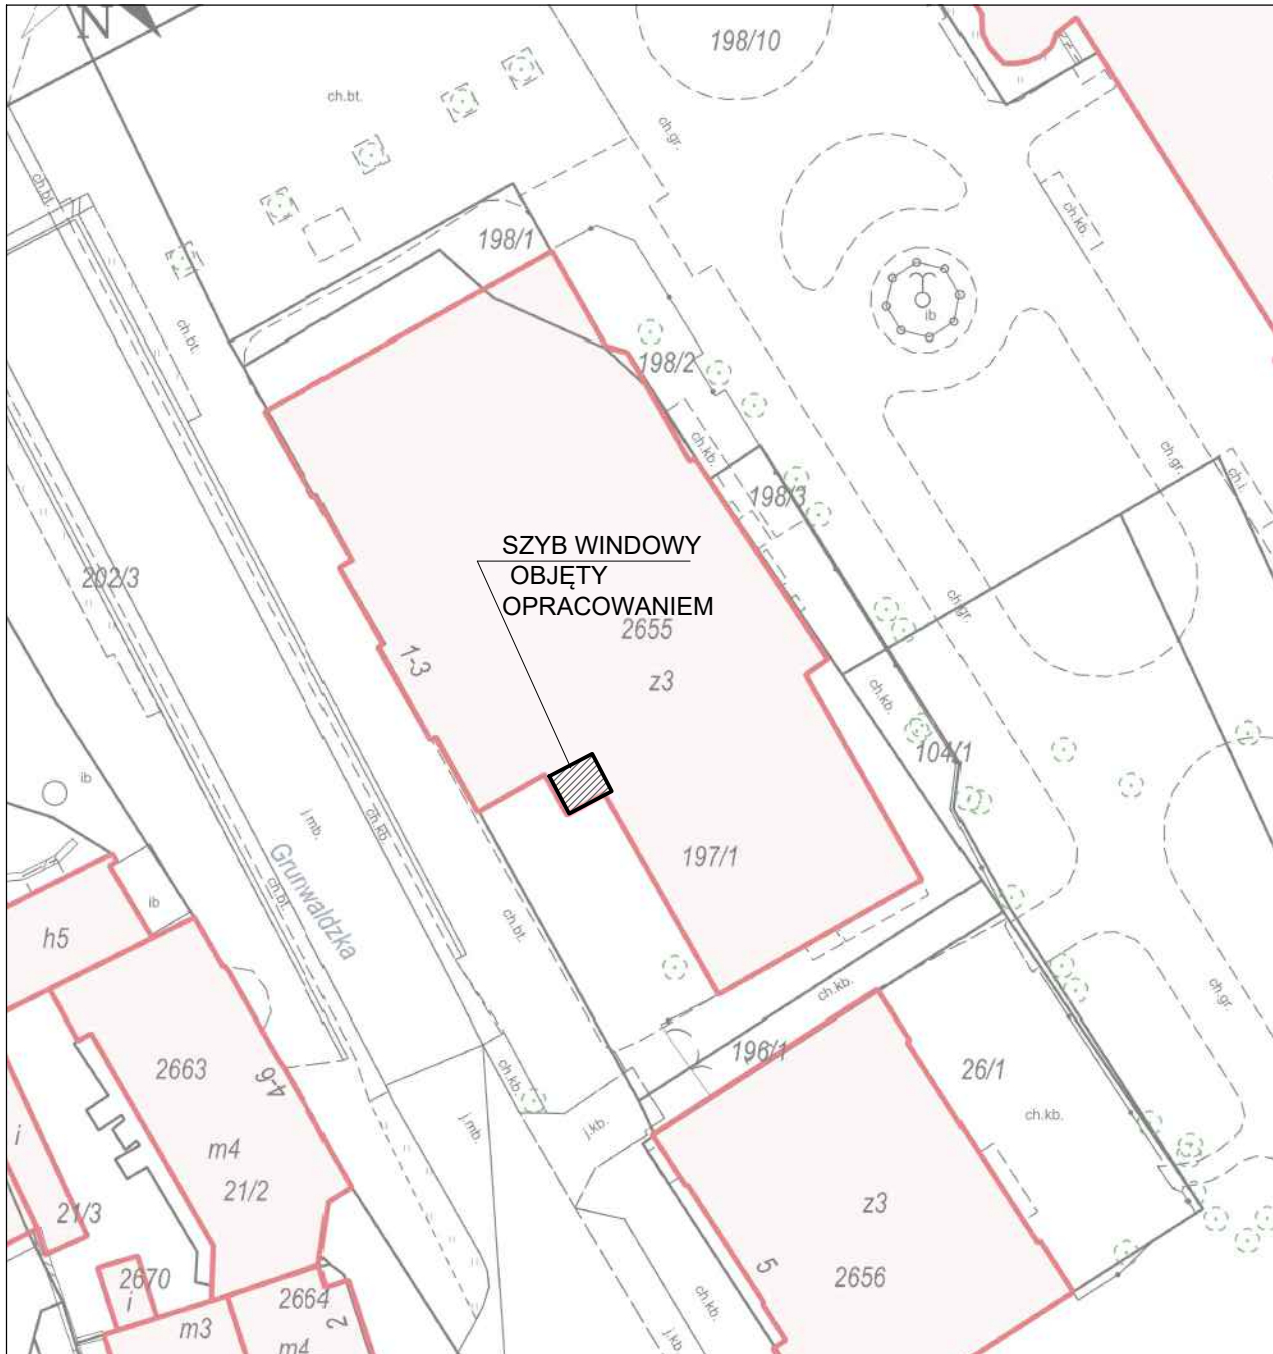 N
198/10
ch.bt.
ch.gr.
ch.bt.
ch.kb.
198/1
ib
ch.bt.
198/2
ch.kb.
ch.gr.
ch.i.
198/3
SZYB WINDOWY
OBJĘTY
OPRACOWANIEM
202/3
ch.gr.
2655
1-3
z3
ch.kb.
104/1
ib
j.mb.
ch.kb.
197/1
Grunwaldzka
ch.bt.
ib
ch.bt.
h5
ch.kb.
ch.gr.
196/1
2663
4-6
26/1
ch.kb.
ch.kb.
j.mb.
j.kb.
i
m4
21/2
z3
21/3
5
2656
2670
i
2664
2
ch.kb.
m3
m4
j.kb.